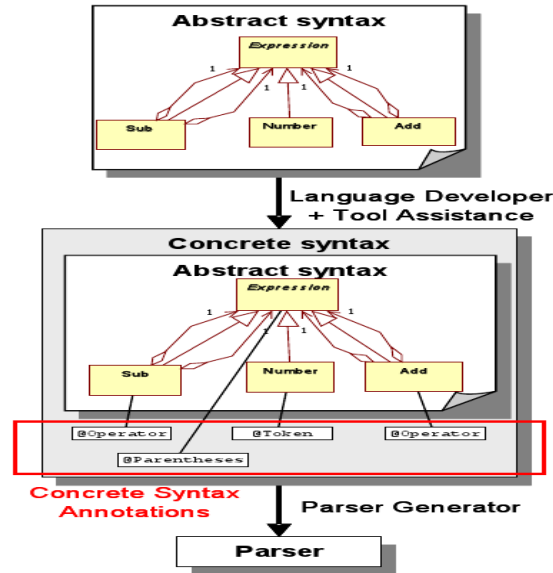 Abstract syntax
Expression
1 1 1 1
Sub Number Add
Language Developer
+ Tool Assistance
Concrete syntax
Abstract syntax
Expression
1 1 1 1
Sub Number Add
@Operator @Token @Operator
@Parentheses
Concrete Syntax
Annotations
Parser Generator
Parser